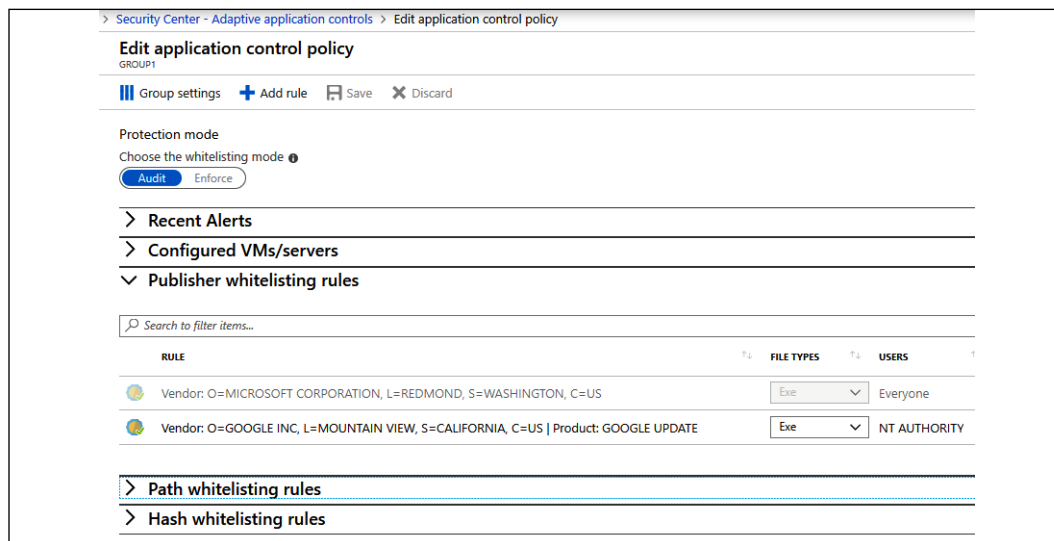 > Security Center - Adaptive application controls > Edit application control policy
Edit application control policy
GROUP1
Group settings Add rule Save Discard
Protection mode
Choose the whitelisting mode
Audit Enforce
Recent Alerts
Configured VMs/servers
Publisher whitelisting rules
Search to filter items...
RULE FILE TYPES USERS
Vendor: O=MICROSOFT CORPORATION, L=REDMOND, S=WASHINGTON, C=US Exe Everyone
Vendor: O=GOOGLE INC, L=MOUNTAIN VIEW, S=CALIFORNIA, C=US | Product: GOOGLE UPDATE Exe NT AUTHORITY
Path whitelisting rules
Hash whitelisting rules